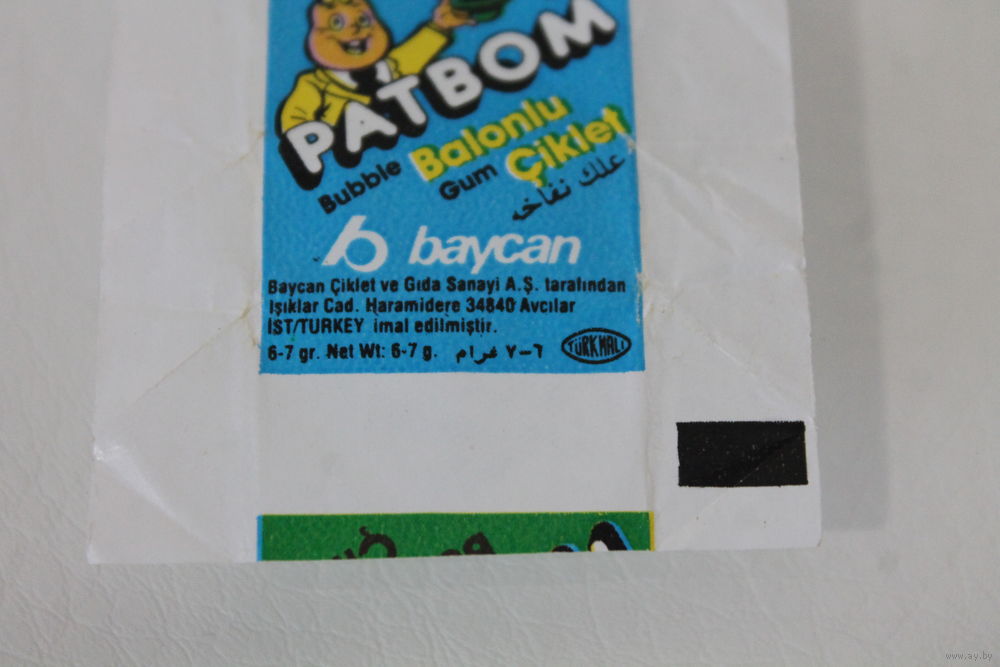 PATBOM
Balonlu
Bubble Çiklet
Gum
علك نفاخه
baycan
Baycan Çiklet ve Gıda Sanayi A.Ş. tarafından
Işıklar Cad. Haramidere 34840 Avcılar
İST/TURKEY imal edilmiştir.
6-7 gr. Net Wt: 6-7 g. ٦-٧ غرام
TÜRK MALI
www.ay.by